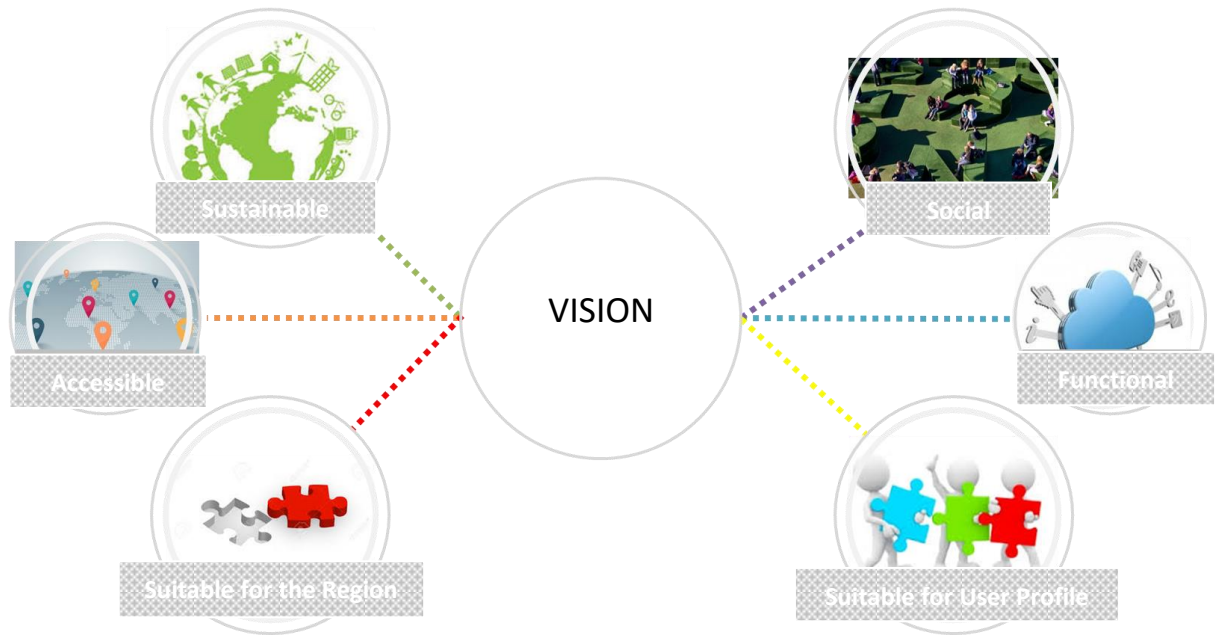 Sustainable
Social
VISION
Accessible
Functional
Suitable for the Region
Suitable for User Profile